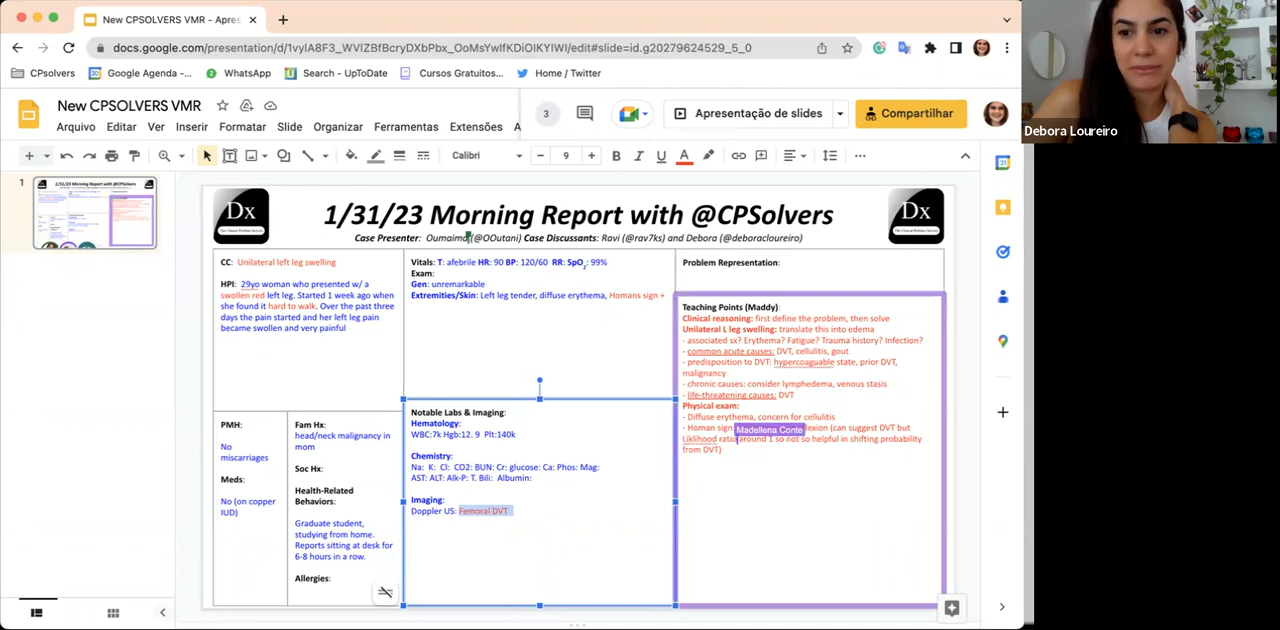 New CPSOLVERS VMR - Apres
docs.google.com/presentation/d/1vylA8F3_WVIZBfBcryDXbPbx_OoMsYwlfKDiOIKYIWI/edit#slide=id.g20279624529_5_0
CPsolvers
Google Agenda -...
WhatsApp
Search - UpToDate
Cursos Gratuitos...
Home / Twitter
New CPSOLVERS VMR
Arquivo Editar Ver Inserir Formatar Slide Organizar Ferramentas Extensões A
3
Apresentação de slides
Compartilhar
Debora Loureiro
Calibri
9
B I U A
31
1
Dx
The Clinical Problem Solvers
1/31/23 Morning Report with @CPSolvers
Case Presenter: Oumaima (@OOutani) Case Discussants: Ravi (@rav7ks) and Debora (@deboracloureiro)
Dx
The Clinical Problem Solvers
CC: Unilateral left leg swelling
HPI: 29yo woman who presented w/ a
swollen red left leg. Started 1 week ago when
she found it hard to walk. Over the past three
days the pain started and her left leg pain
became swollen and very painful
Vitals: T: afebrile HR: 90 BP: 120/60 RR: SpO2: 99%
Exam:
Gen: unremarkable
Extremities/Skin: Left leg tender, diffuse erythema, Homans sign +
Problem Representation:
Teaching Points (Maddy):
Clinical reasoning: first define the problem, then solve
Unilateral L leg swelling: translate this into edema
- associated sx? Erythema? Fatigue? Trauma history? Infection?
- common acute causes: DVT, cellulitis, gout
- predisposition to DVT: hypercoaguable state, prior DVT,
malignancy
- chronic causes: consider lymphedema, venous stasis
- life-threatening causes: DVT
Physical exam:
- Diffuse erythema, concern for cellulitis
- Human sign: Madellena Conte lexion (can suggest DVT but
Liklihood ratio around 1 so not so helpful in shifting probability
from DVT)
PMH:
No
miscarriages
Meds:
No (on copper
IUD)
Fam Hx:
head/neck malignancy in
mom
Soc Hx:
Health-Related
Behaviors:
Graduate student,
studying from home.
Reports sitting at desk for
6-8 hours in a row.
Allergies:
Notable Labs & Imaging:
Hematology:
WBC:7k Hgb:12. 9 Plt:140k
Chemistry:
Na: K: Cl: CO2: BUN: Cr: glucose: Ca: Phos: Mag:
AST: ALT: Alk-P: T. Bili: Albumin:
Imaging:
Doppler US: Femoral DVT